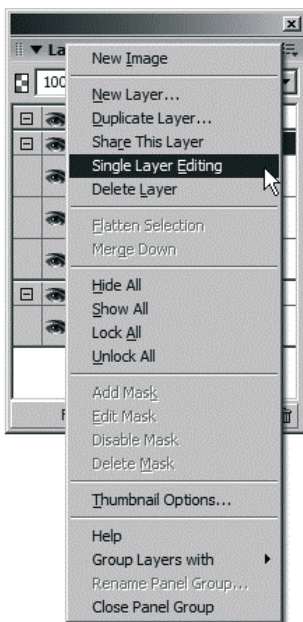 La
100
New Image
New Layer...
Duplicate Layer...
Share This Layer
Single Layer Editing
Delete Layer
Flatten Selection
Merge Down
Hide All
Show All
Lock All
Unlock All
Add Mask
Edit Mask
Disable Mask
Delete Mask
Thumbnail Options...
Help
Group Layers with
Rename Panel Group...
Close Panel Group